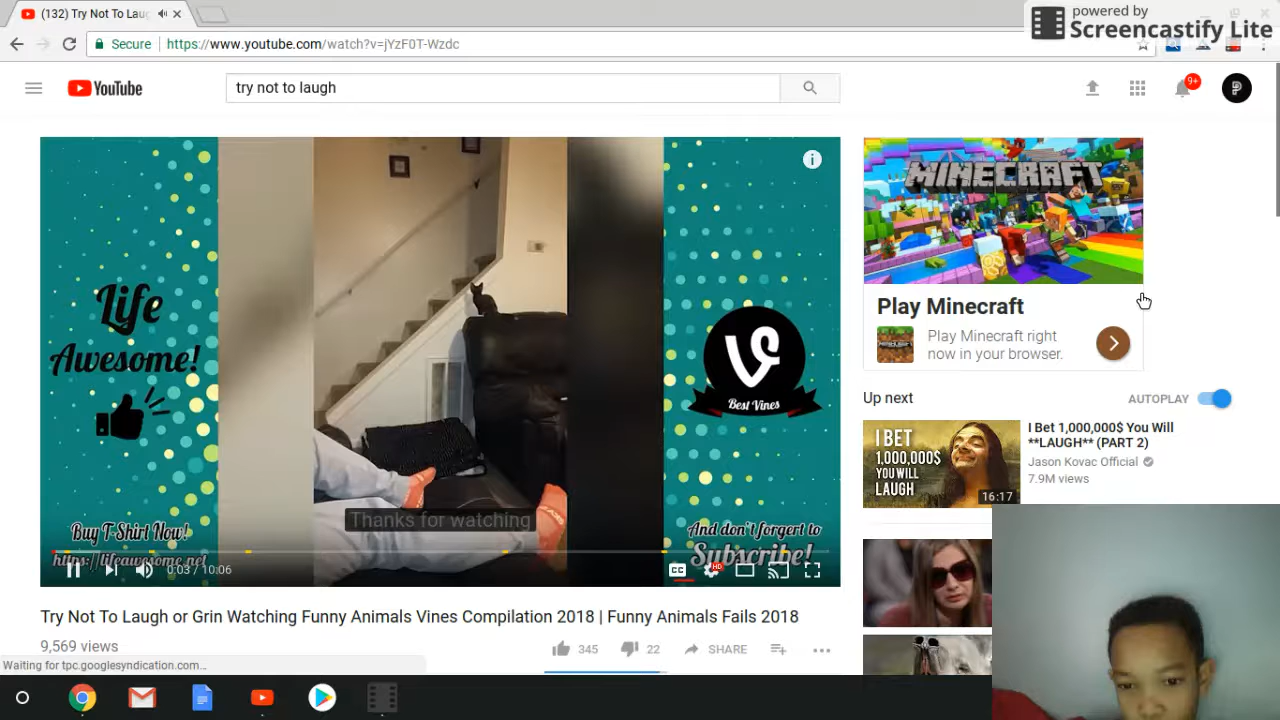 (132) Try Not To Laug
powered by
Screencastify Lite
Secure
https://www.youtube.com/watch?v=jYzF0T-Wzdc
YouTube
try not to laugh
9+
Life
Awesome!
Buy T-Shirt Now!
https://lifeawesome.net
Best Vines
And don't forgert to
Subscribe!
Thanks for watching
0:03 / 10:06
CC
HD
MINECRAFT
Play Minecraft
Play Minecraft right
now in your browser.
Up next
AUTOPLAY
I BET
1,000,000$
YOU WILL
LAUGH
16:17
I Bet 1,000,000$ You Will
**LAUGH** (PART 2)
Jason Kovac Official
7.9M views
Try Not To Laugh or Grin Watching Funny Animals Vines Compilation 2018 | Funny Animals Fails 2018
9,569 views
345
22
SHARE
Waiting for tpc.googlesyndication.com...